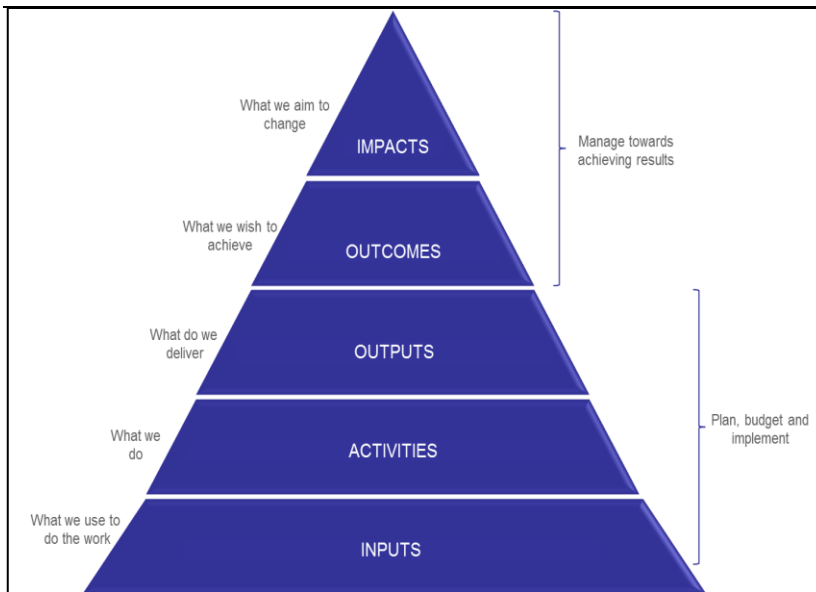 What we aim to
change
IMPACTS
Manage towards
achieving results
What we wish to
achieve
OUTCOMES
What do we
deliver
OUTPUTS
Plan, budget and
implement
What we
do
ACTIVITIES
What we use to
do the work
INPUTS